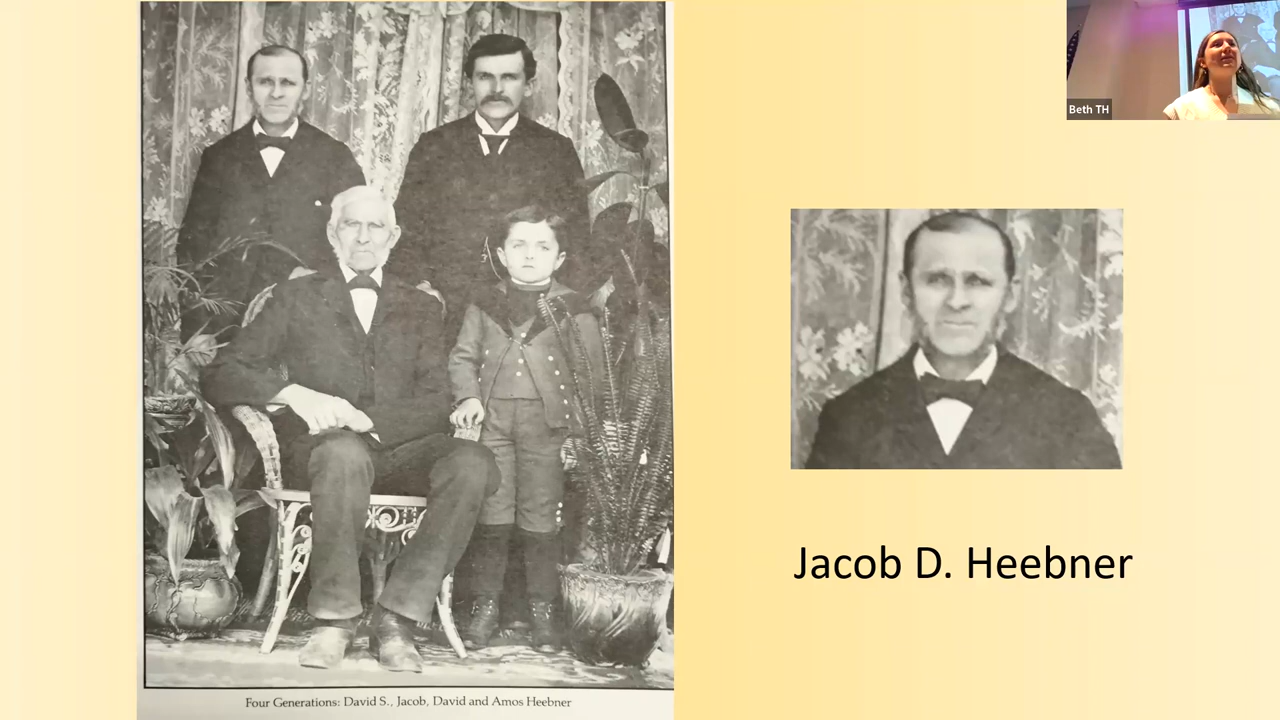 Beth TH
Jacob D. Heebner
Four Generations: David S., Jacob, David and Amos Heebner